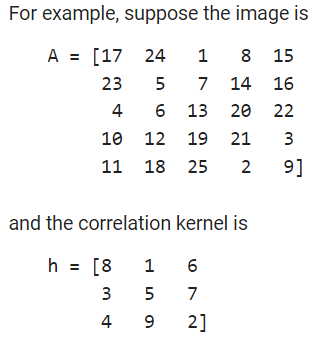 For example, suppose the image is
A = [17 24 1 8 15
23 5 7 14 16
4 6 13 20 22
10 12 19 21 3
11 18 25 2 9]
and the correlation kernel is
h = [8 1 6
3 5 7
4 9 2]